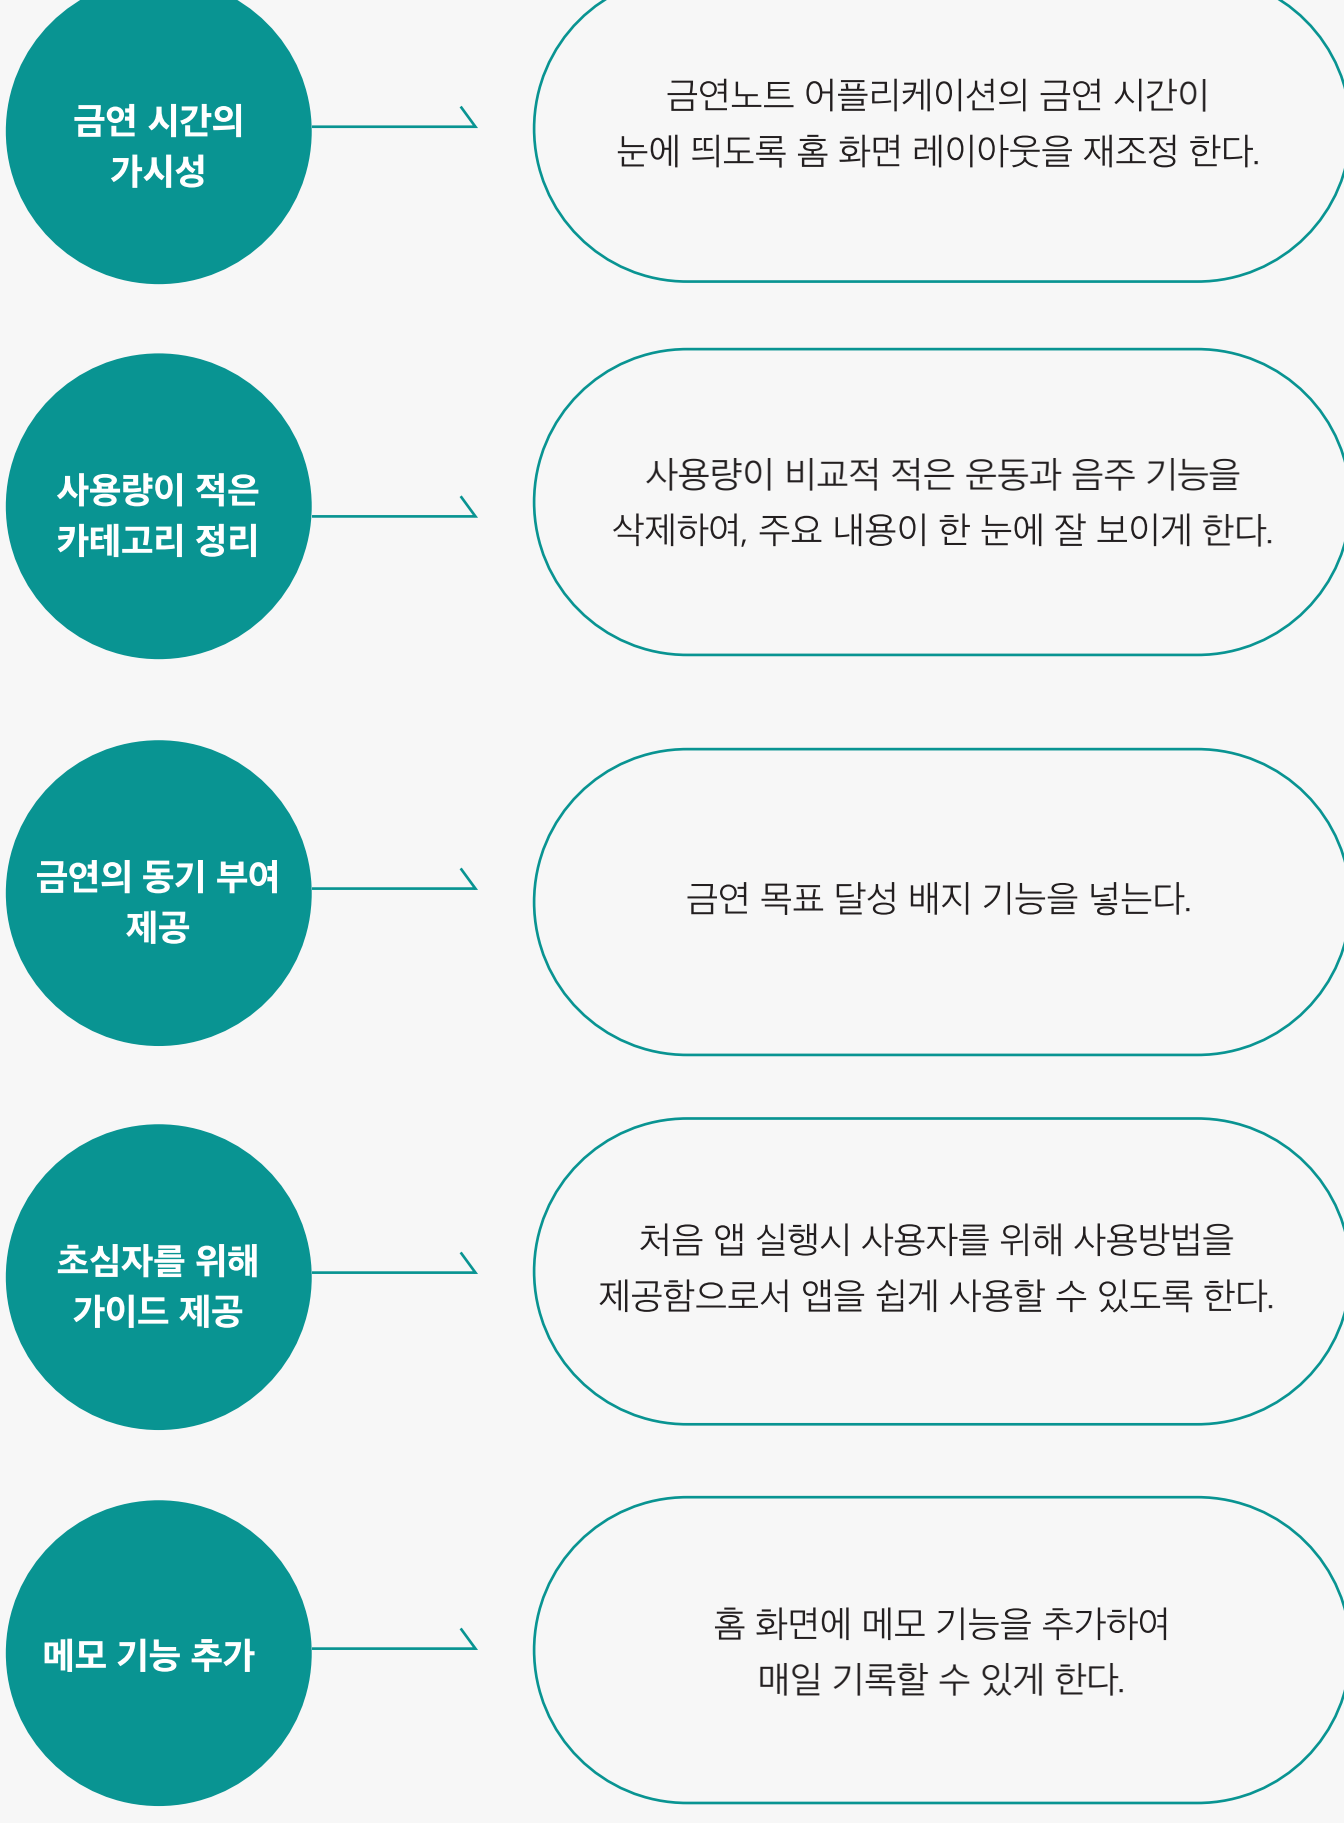 금연 시간의
가시성
금연노트 어플리케이션의 금연 시간이
눈에 띄도록 홈 화면 레이아웃을 재조정 한다.
사용량이 적은
카테고리 정리
사용량이 비교적 적은 운동과 음주 기능을
삭제하여, 주요 내용이 한 눈에 잘 보이게 한다.
금연의 동기 부여
제공
금연 목표 달성 배지 기능을 넣는다.
초심자를 위해
가이드 제공
처음 앱 실행시 사용자를 위해 사용방법을
제공함으로서 앱을 쉽게 사용할 수 있도록 한다.
메모 기능 추가
홈 화면에 메모 기능을 추가하여
매일 기록할 수 있게 한다.